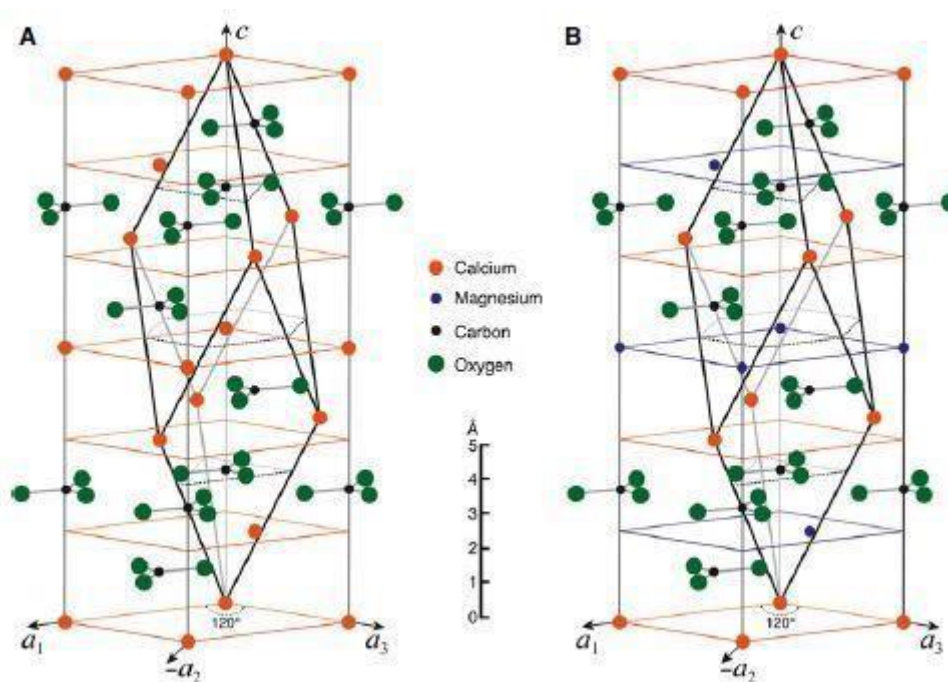 A
c
B
c
Calcium
Magnesium
Carbon
Oxygen
Å
5
4
3
2
1
0
120°
120°
a1
a3
a1
a3
–a2
–a2